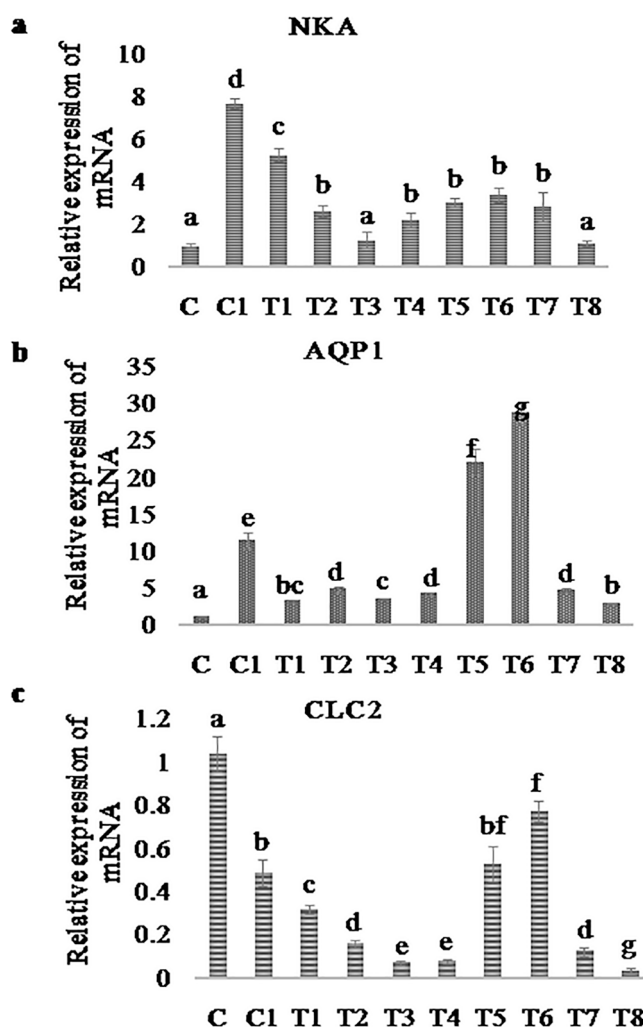 a
NKA
Relative expression of
mRNA
10
8
6
4
2
0
a d c b a b b b b a
C C1 T1 T2 T3 T4 T5 T6 T7 T8
b
AQP1
Relative expression of
mRNA
35
30
25
20
15
10
5
0
a e bc d c d f g d b
C C1 T1 T2 T3 T4 T5 T6 T7 T8
c
CLC2
Relative expression of
mRNA
1.2
1
0.8
0.6
0.4
0.2
0
a b c d e e bf f d g
C C1 T1 T2 T3 T4 T5 T6 T7 T8